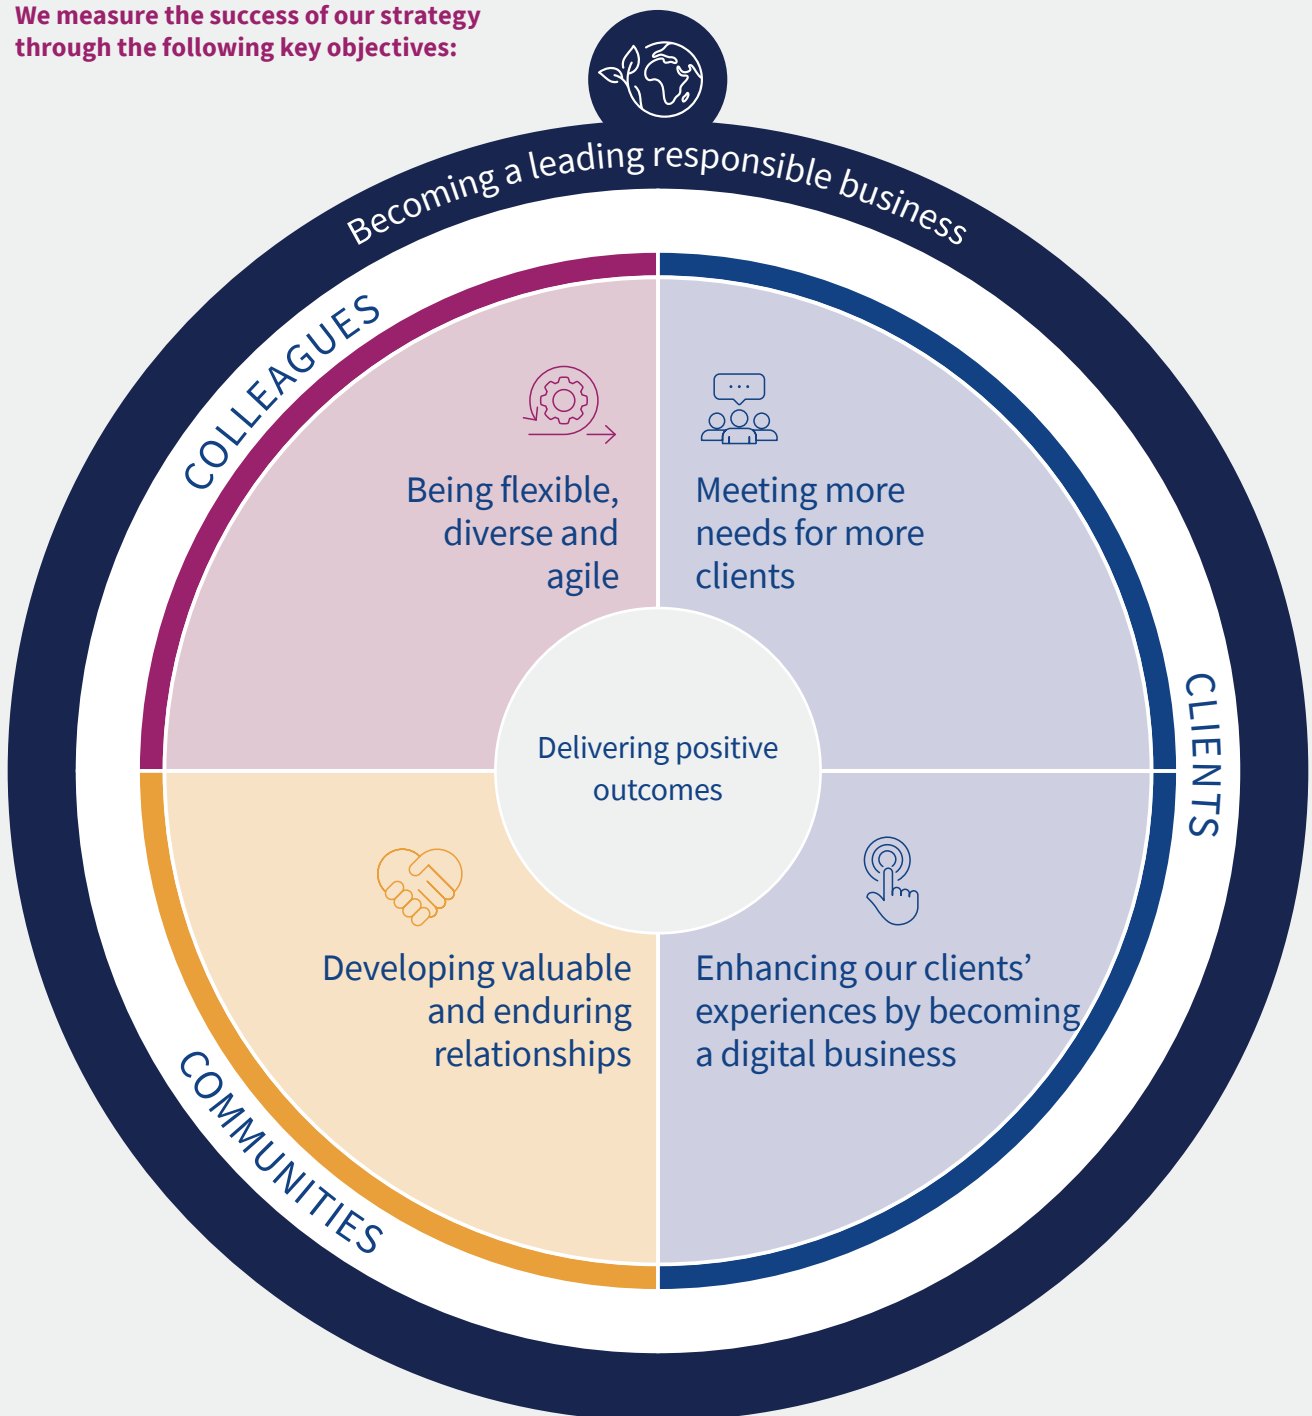 We measure the success of our strategy
through the following key objectives:
Becoming a leading responsible business
COLLEAGUES
Being flexible,
diverse and
agile
Meeting more
needs for more
clients
CLIENTS
Delivering positive
outcomes
Developing valuable
and enduring
relationships
Enhancing our clients’
experiences by becoming
a digital business
COMMUNITIES